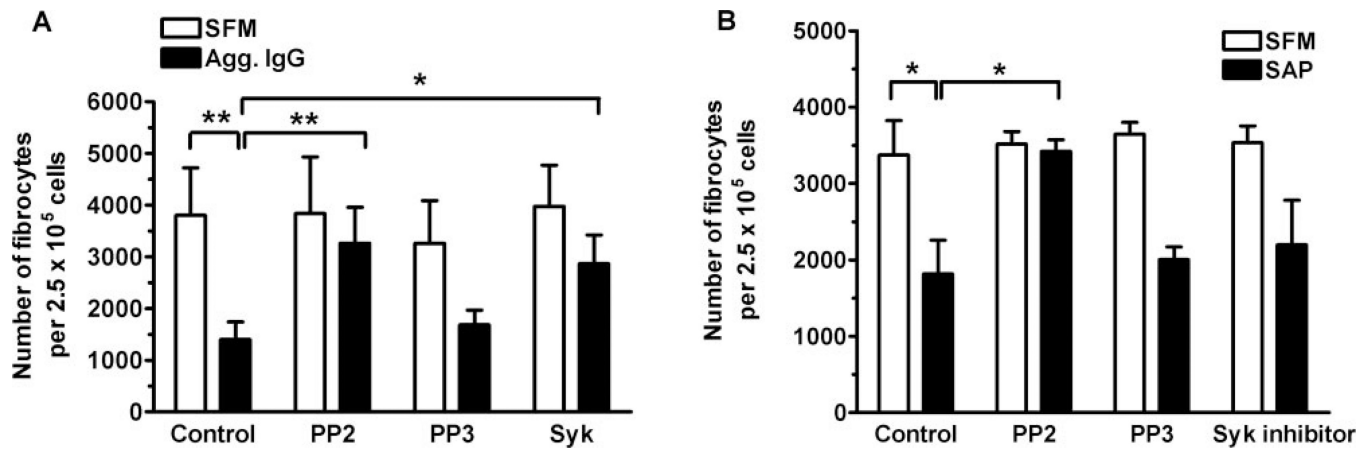 A
SFM
Agg. IgG
Number of fibrocytes
per 2.5 x 10⁵ cells
6000
5000
4000
3000
2000
1000
0
**
**
*
Control PP2 PP3 Syk
B
SFM
SAP
Number of fibrocytes
per 2.5 x 10⁵ cells
5000
4000
3000
2000
1000
0
*
*
Control PP2 PP3 Syk inhibitor